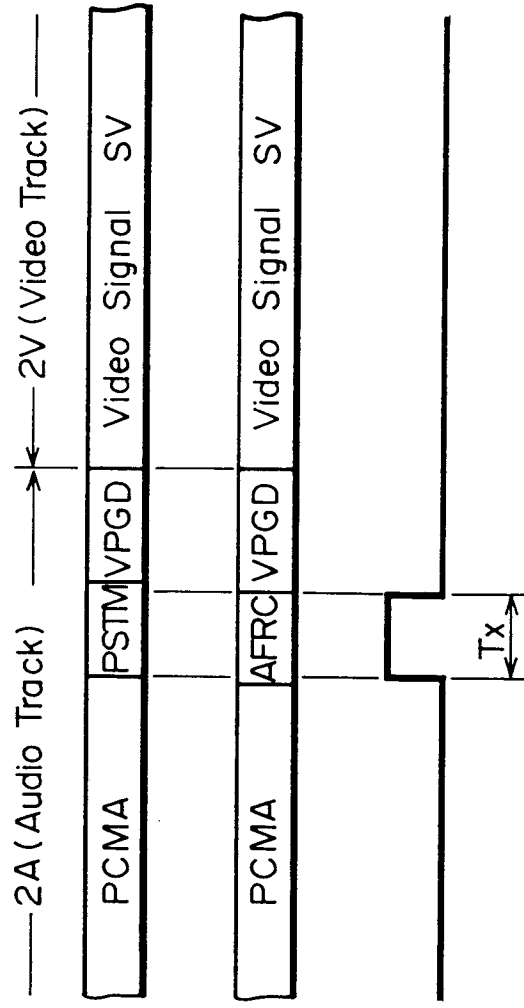 2A (Audio Track) 2V (Video Track)
PCMA PSTM VPGD Video Signal SV
PCMA AFRC VPGD Video Signal SV
Tx